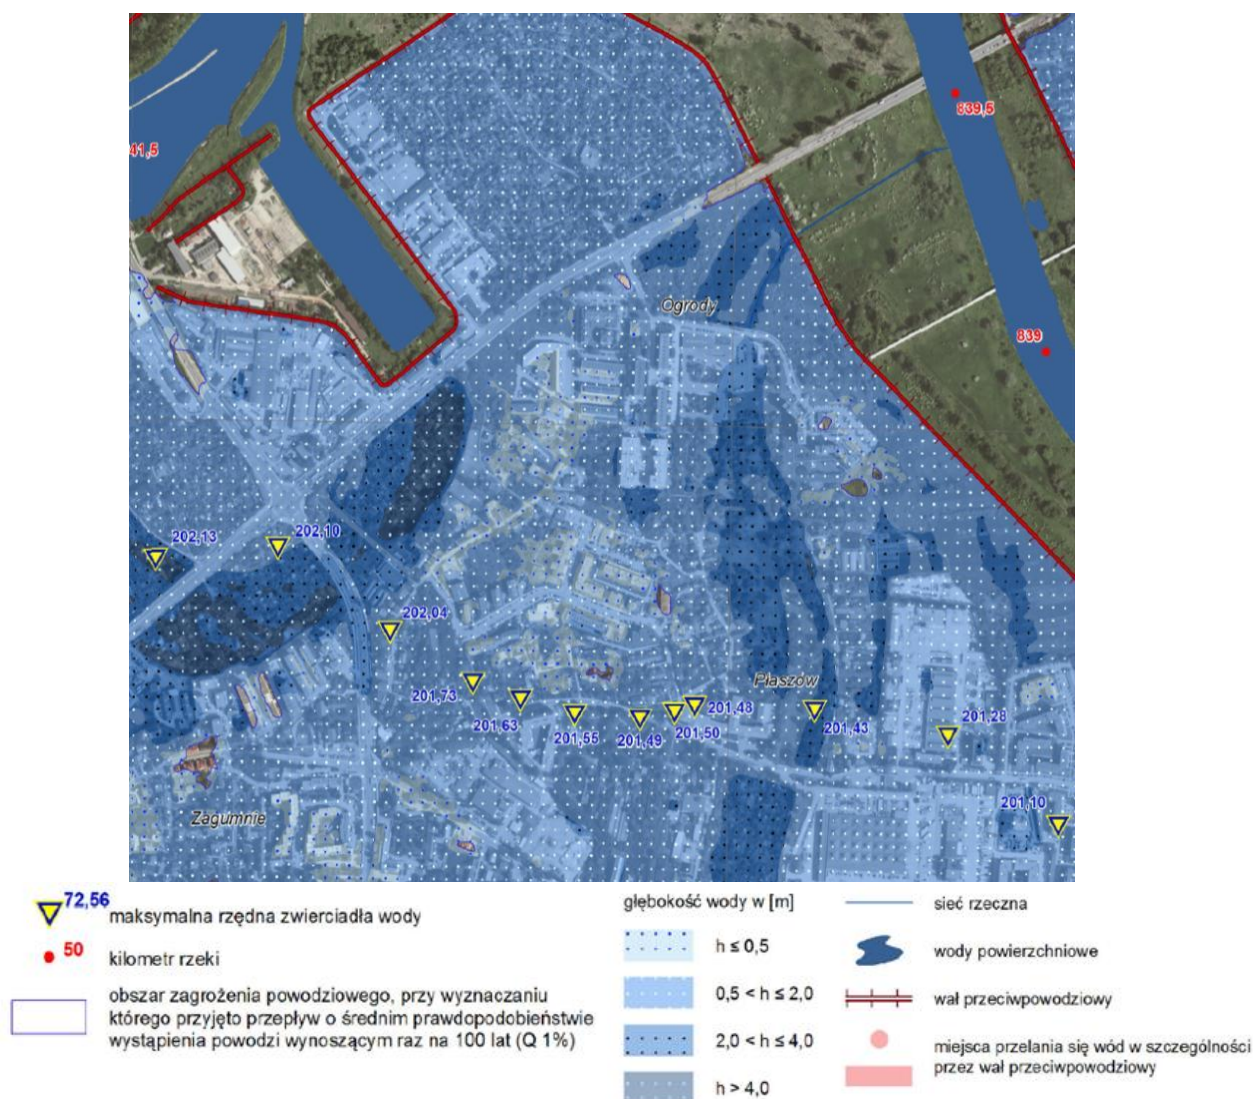 839,5
41,5
Ogrody
839
202,13
202,10
202,04
201,73
201,63
201,55
201,49
201,50
201,48
Płaszów
201,43
201,28
201,10
Zagumnie
72,56
maksymalna rzędna zwierciadła wody
50
kilometr rzeki
obszar zagrożenia powodziowego, przy wyznaczaniu
którego przyjęto przepływ o średnim prawdopodobieństwie
wystąpienia powodzi wynoszącym raz na 100 lat (Q 1%)
głębokość wody w [m]
h ≤ 0,5
0,5 < h ≤ 2,0
2,0 < h ≤ 4,0
h > 4,0
sieć rzeczna
wody powierzchniowe
wał przeciwpowodziowy
miejsca przelania się wód w szczególności
przez wał przeciwpowodziowy